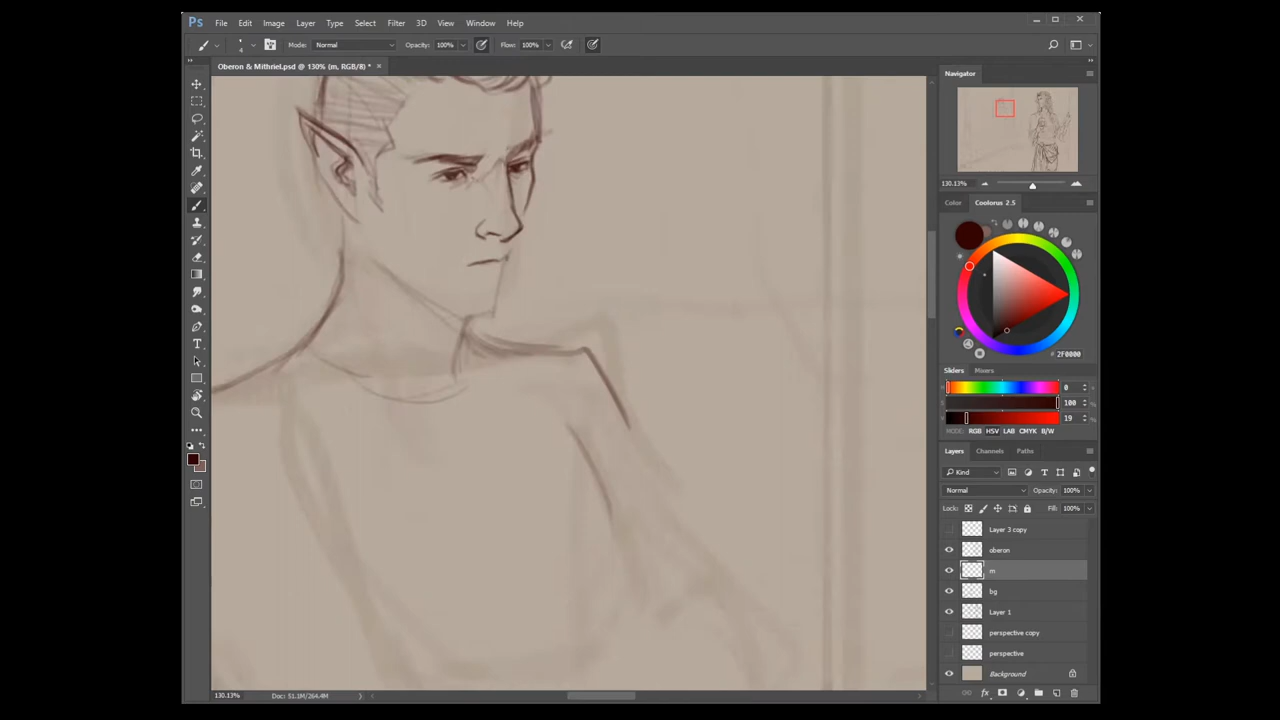 Ps File Edit Image Layer Type Select Filter 3D View Window Help
4 Mode: Normal Opacity: 100% Flow: 100%
Oberon & Mithriel.psd @ 130% (m, RGB/8) * ×
Navigator
130.13%
Color Coolorus 2.5
2F0000
Sliders Mixers
H 0
S 100 %
19 %
MODE: RGB HSV LAB CMYK B/W
Layers Channels Paths
Kind
Normal Opacity: 100%
Lock: Fill: 100%
Layer 3 copy
oberon
m
bg
Layer 1
perspective copy
perspective
Background
130.13% Doc: 51.1M/264.4M
fx